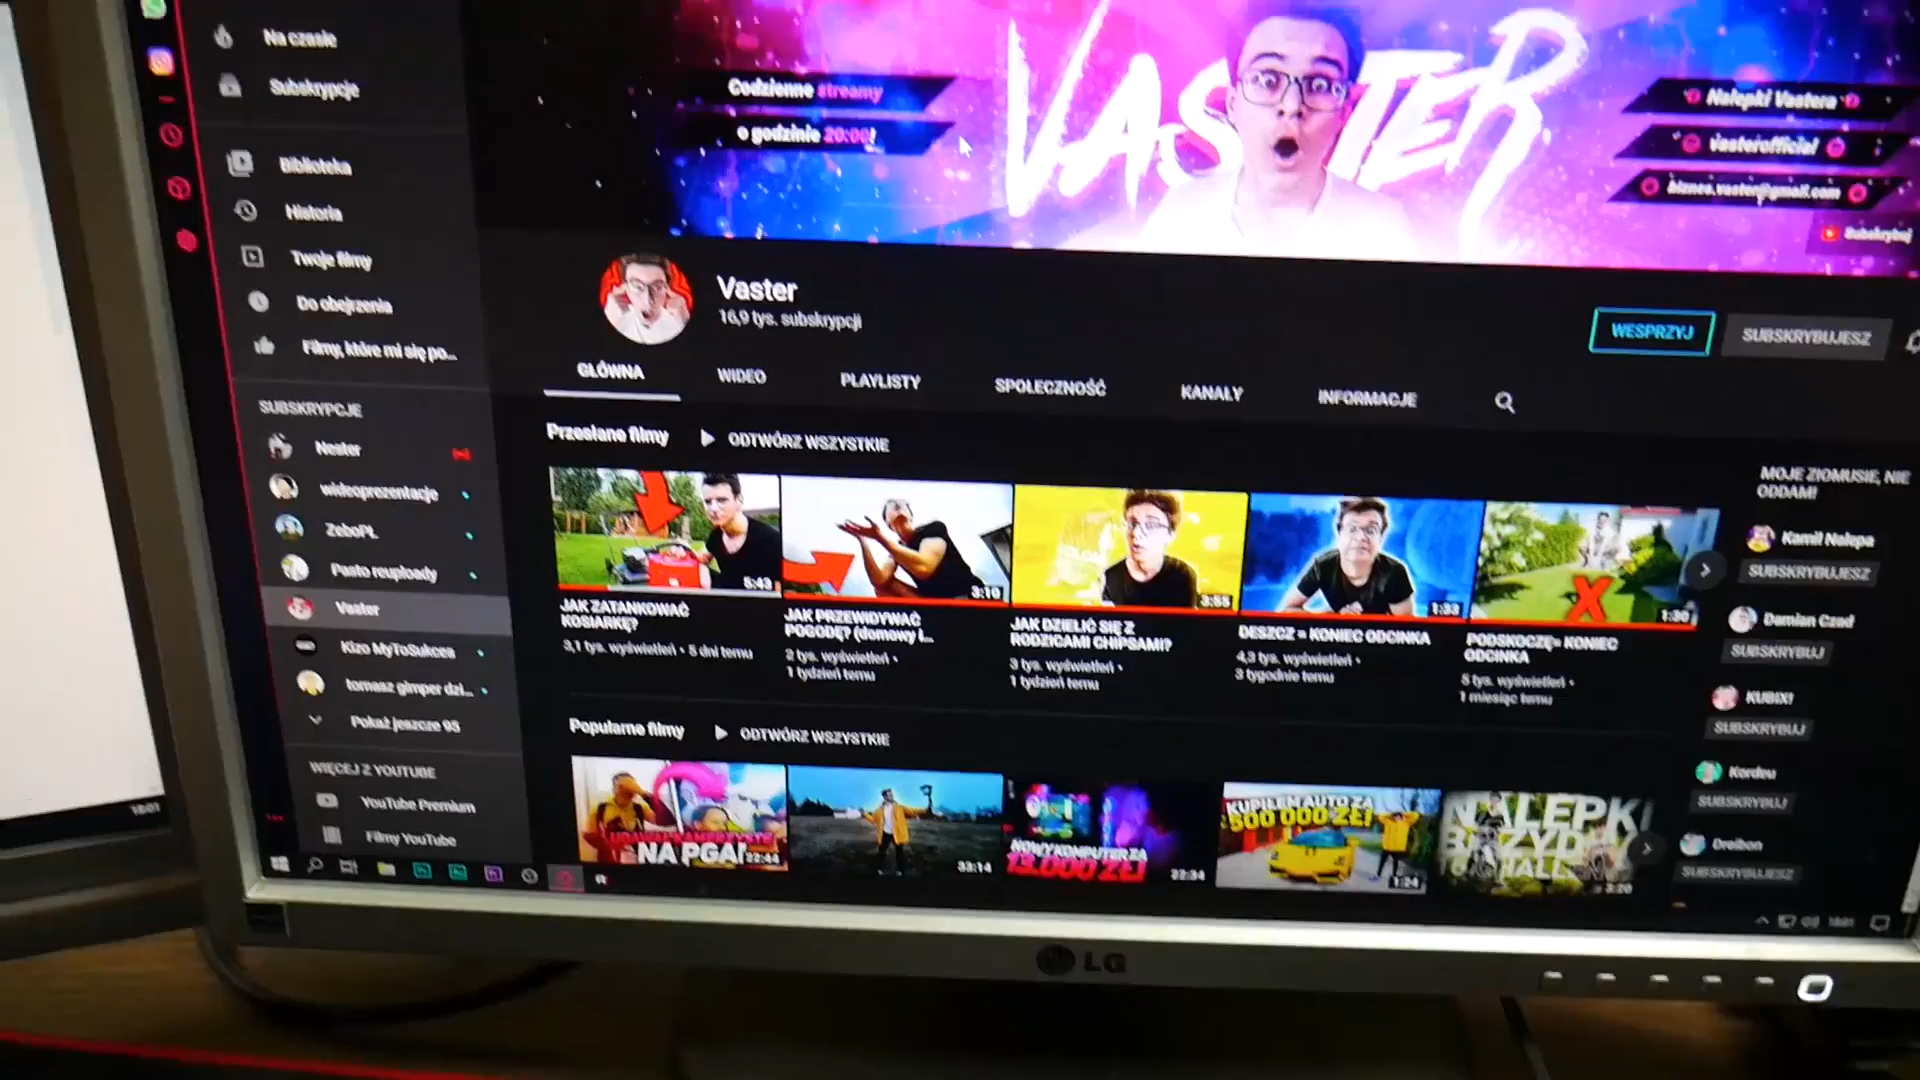 Na czasie
Subskrypcje
Biblioteka
Historia
Twoje filmy
Do obejrzenia
Filmy, które mi się po...
SUBSKRYPCJE
Nester
wideoprezentacje
ZeboPL
Pasto reuploady
Vaster
Kizo MyToSukces
tomasz gimper dzi...
Pokaż jeszcze 95
WIĘCEJ Z YOUTUBE
YouTube Premium
Filmy YouTube
Codzienne streamy
o godzinie 20:00!
VASTER
Nalepki Vastera
vasterofficial
biznes.vaster@gmail.com
Subskrybuj
Vaster
16,9 tys. subskrypcji
WESPRZYJ
SUBSKRYBUJESZ
GŁÓWNA
WIDEO
PLAYLISTY
SPOŁECZNOŚĆ
KANAŁY
INFORMACJE
Przesłane filmy
ODTWÓRZ WSZYSTKIE
5:43
JAK ZATANKOWAĆ
KOSIARKĘ?
3,1 tys. wyświetleń • 5 dni temu
3:10
JAK PRZEWIDYWAĆ
POGODĘ? (domowy i...
2 tys. wyświetleń •
1 tydzień temu
3:55
JAK DZIELIĆ SIĘ Z
RODZICAMI CHIPSAMI?
3 tys. wyświetleń •
1 tydzień temu
1:33
DESZCZ = KONIEC ODCINKA
4,3 tys. wyświetleń •
3 tygodnie temu
X
1:30
PODSKOCZĘ= KONIEC
ODCINKA
5 tys. wyświetleń •
1 miesiąc temu
MOJE ZIOMUSIE, NIE
ODDAM!
Kamil Nalepa
SUBSKRYBUJESZ
Damian Czad
SUBSKRYBUJ
KUBIX!
SUBSKRYBUJ
Kordeu
SUBSKRYBUJ
SUBSKRYBUJESZ
Popularne filmy
ODTWÓRZ WSZYSTKIE
NA PGA!
22:44
33:14
NOWY KOMPUTER ZA
13.000 ZŁ!
22:34
KUPIŁEM AUTO ZA
500 000 ZŁ!
1:24
NALEPKI
3:20
LG